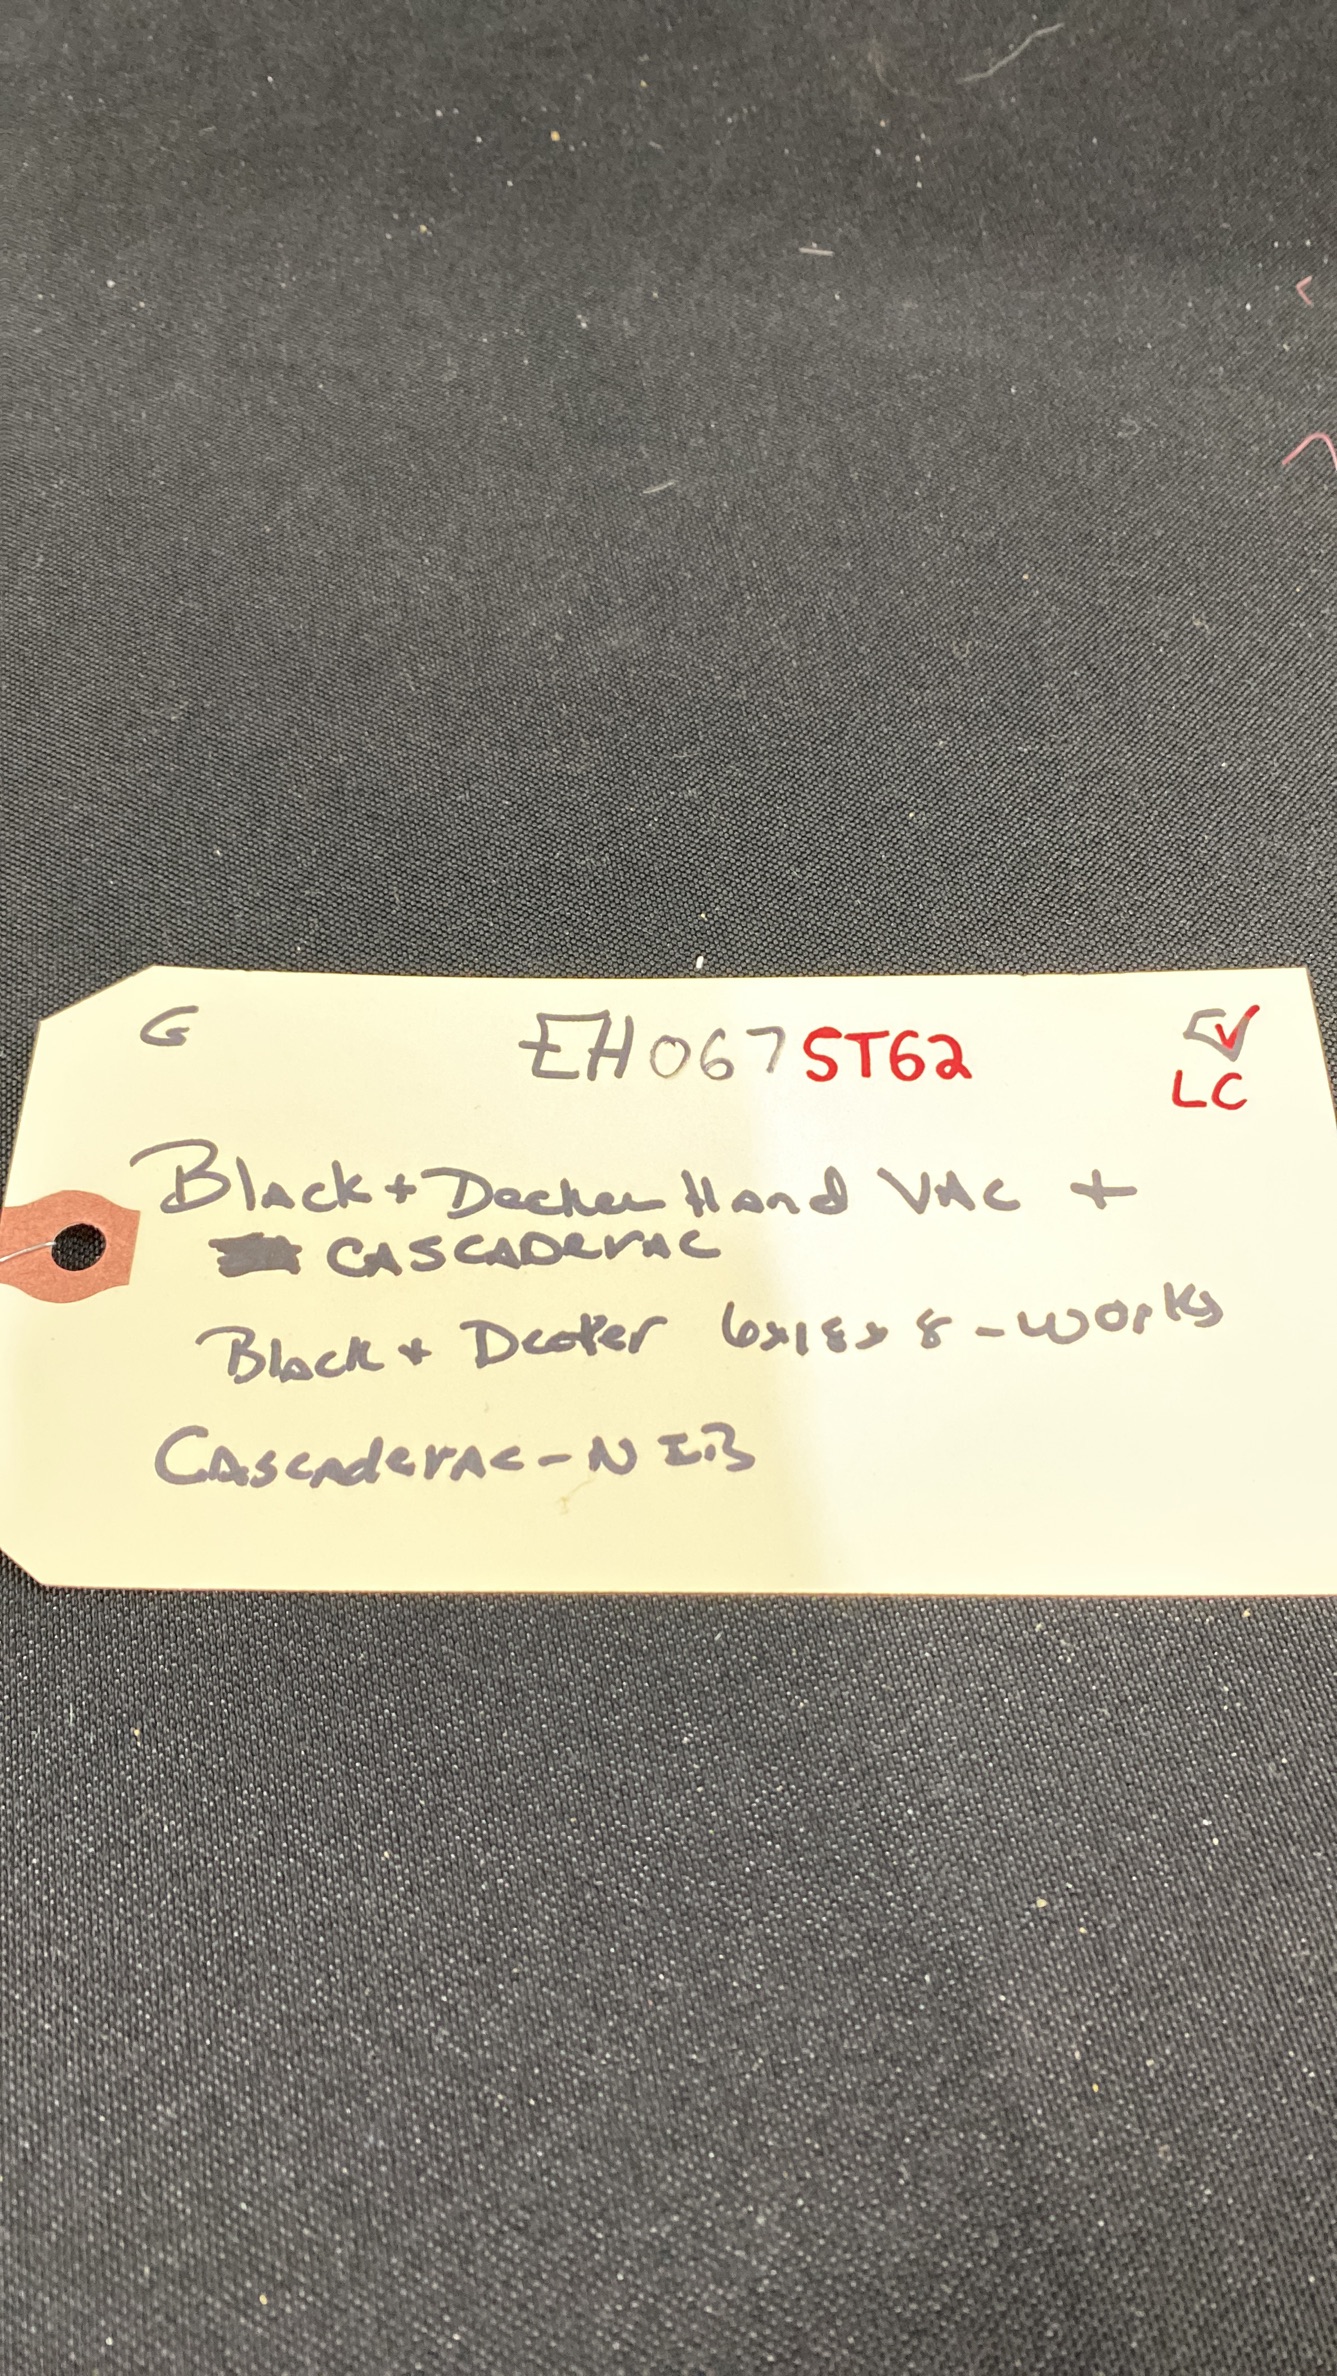 G EH067ST62
LC
Black + Decker Hand VAC +
CASCADEVAC
Black + Decker 6x18x8 - works
CASCADEVAC - NIB